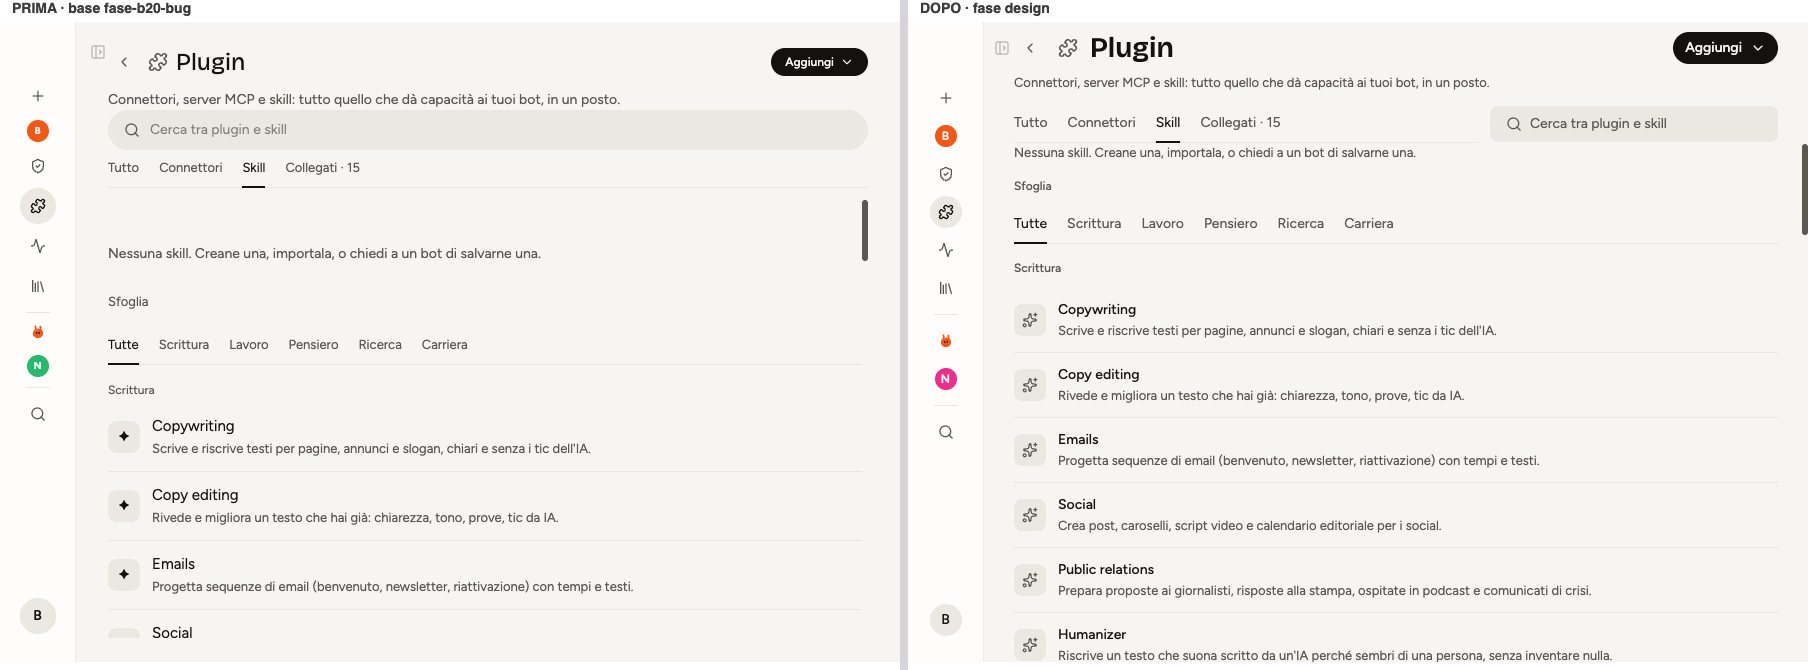 PRIMA · base fase-b20-bug
Plugin
Aggiungi
Connettori, server MCP e skill: tutto quello che dà capacità ai tuoi bot, in un posto.
Cerca tra plugin e skill
Tutto Connettori Skill Collegati · 15
Nessuna skill. Creane una, importala, o chiedi a un bot di salvarne una.
Sfoglia
Tutte Scrittura Lavoro Pensiero Ricerca Carriera
Scrittura
Copywriting
Scrive e riscrive testi per pagine, annunci e slogan, chiari e senza i tic dell'IA.
Copy editing
Rivede e migliora un testo che hai già: chiarezza, tono, prove, tic da IA.
Emails
Progetta sequenze di email (benvenuto, newsletter, riattivazione) con tempi e testi.
Social
B
N
B
DOPO · fase design
Plugin
Aggiungi
Connettori, server MCP e skill: tutto quello che dà capacità ai tuoi bot, in un posto.
Tutto Connettori Skill Collegati · 15
Cerca tra plugin e skill
Nessuna skill. Creane una, importala, o chiedi a un bot di salvarne una.
Sfoglia
Tutte Scrittura Lavoro Pensiero Ricerca Carriera
Scrittura
Copywriting
Scrive e riscrive testi per pagine, annunci e slogan, chiari e senza i tic dell'IA.
Copy editing
Rivede e migliora un testo che hai già: chiarezza, tono, prove, tic da IA.
Emails
Progetta sequenze di email (benvenuto, newsletter, riattivazione) con tempi e testi.
Social
Crea post, caroselli, script video e calendario editoriale per i social.
Public relations
Prepara proposte ai giornalisti, risposte alla stampa, ospitate in podcast e comunicati di crisi.
Humanizer
Riscrive un testo che suona scritto da un'IA perché sembri di una persona, senza inventare nulla.
B
N
B